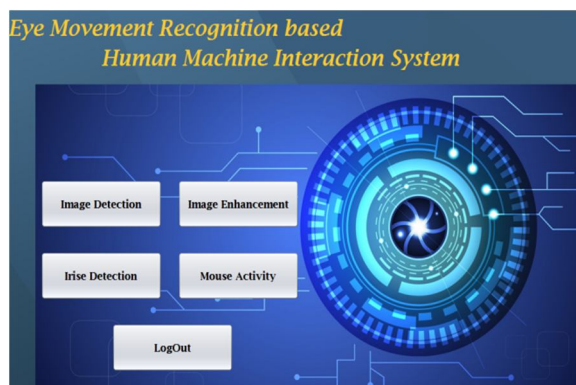 Eye Movement Recognition based
Human Machine Interaction System
Image Detection
Image Enhancement
Irise Detection
Mouse Activity
LogOut